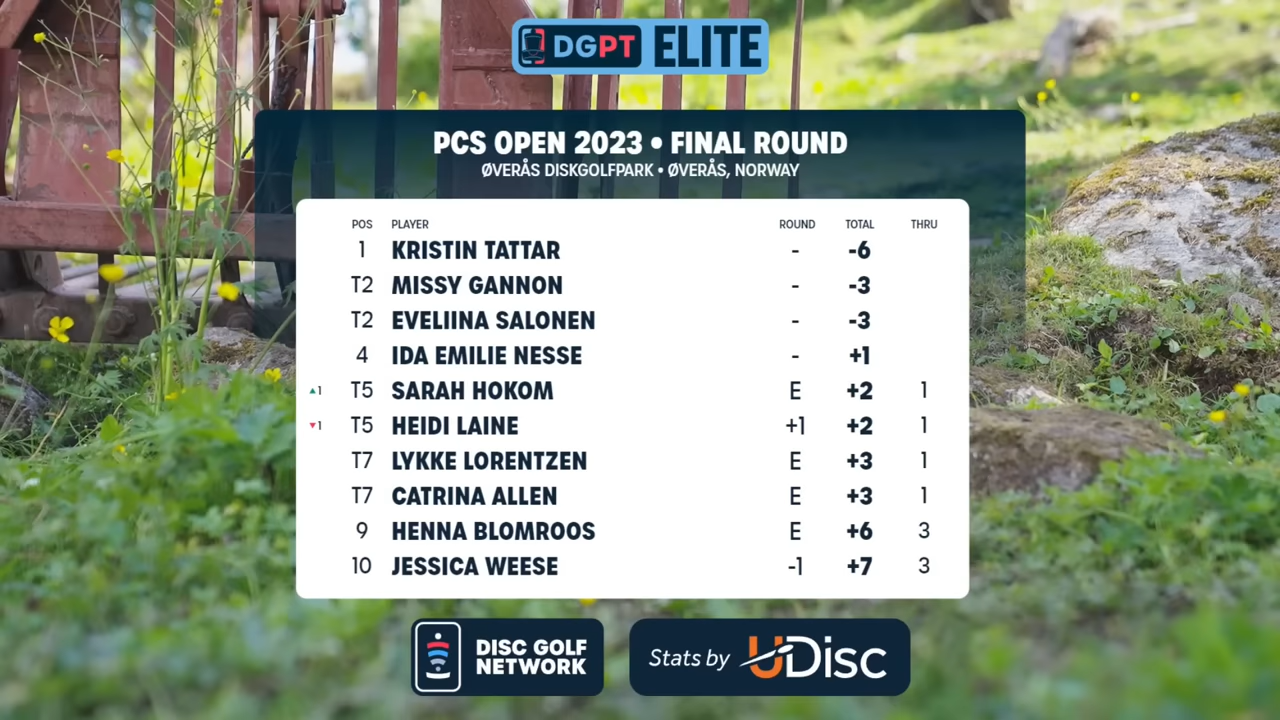 DGPT ELITE
PCS OPEN 2023 • FINAL ROUND
ØVERÅS DISKGOLFPARK • ØVERÅS, NORWAY
POS PLAYER ROUND TOTAL THRU
1 KRISTIN TATTAR - -6
T2 MISSY GANNON - -3
T2 EVELIINA SALONEN - -3
4 IDA EMILIE NESSE - +1
▲1 T5 SARAH HOKOM E +2 1
▼1 T5 HEIDI LAINE +1 +2 1
T7 LYKKE LORENTZEN E +3 1
T7 CATRINA ALLEN E +3 1
9 HENNA BLOMROOS E +6 3
10 JESSICA WEESE -1 +7 3
DISC GOLF
NETWORK
Stats by UDisc